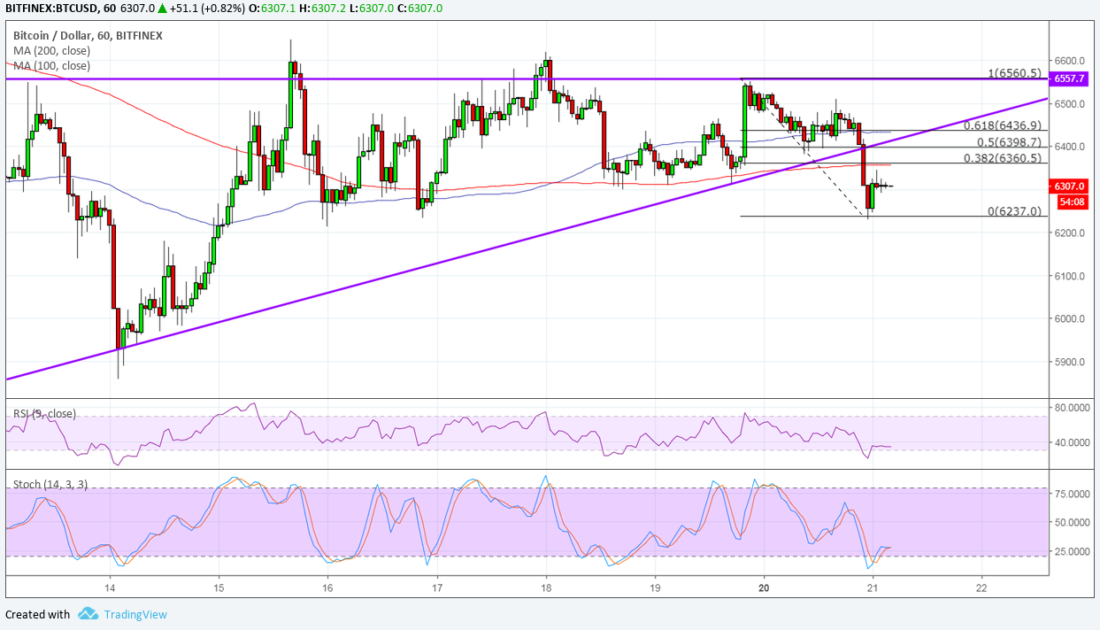 BITFINEX:BTCUSD, 60 6307.0 ▲ +51.1 (+0.82%) O:6307.1 H:6307.2 L:6307.0 C:6307.0
Bitcoin / Dollar, 60, BITFINEX
MA (200, close)
MA (100, close)
1(6560.5)
0.618(6436.9)
0.5(6398.7)
0.382(6360.5)
0(6237.0)
6600.0
6557.7
6500.0
6400.0
6307.0
54:08
6200.0
6100.0
6000.0
5900.0
RSI (9, close)
80.0000
40.0000
Stoch (14, 3, 3)
75.0000
50.0000
25.0000
14 15 16 17 18 19 20 21 22
Created with TradingView